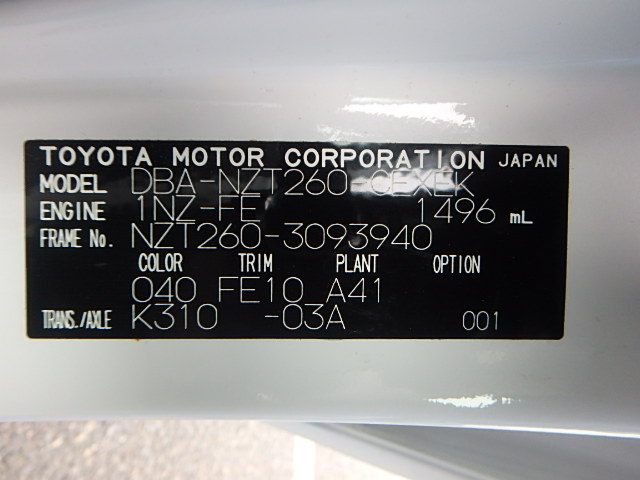 TOYOTA MOTOR CORPORATION JAPAN
MODEL DBA-NZT260-CEXEK
ENGINE 1NZ-FE 1496 mL
FRAME No. NZT260-3093940
COLOR TRIM PLANT OPTION
040 FE10 A41
TRANS./AXLE K310 -03A 001